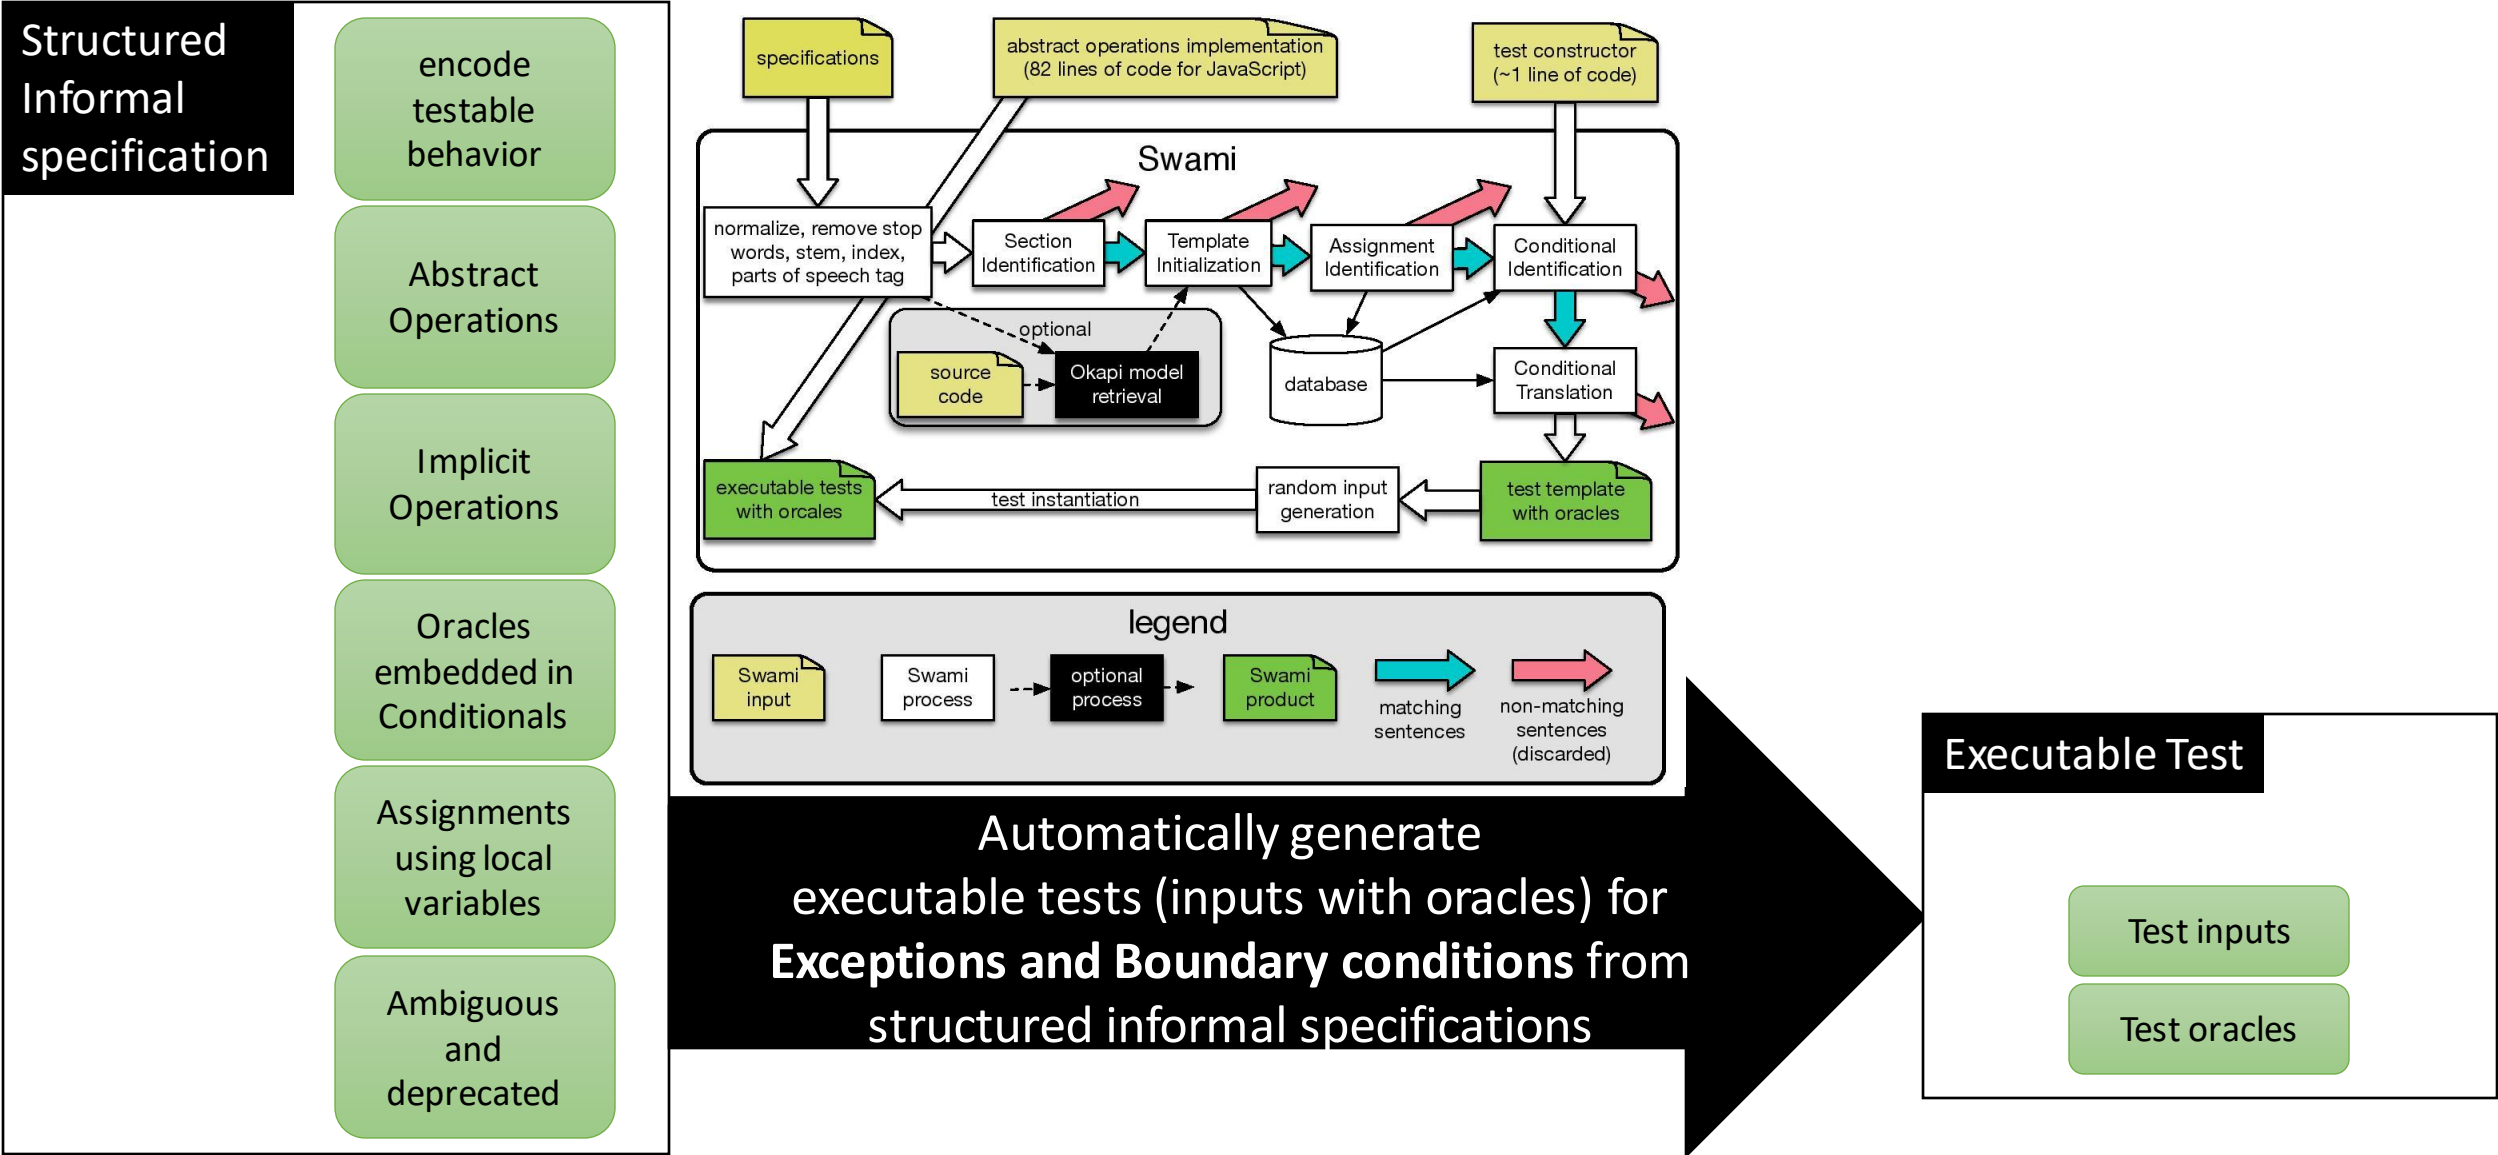 Structured
Informal
specification
encode
testable
behavior
Abstract
Operations
Implicit
Operations
Oracles
embedded in
Conditionals
Assignments
using local
variables
Ambiguous
and
deprecated
specifications
abstract operations implementation
(82 lines of code for JavaScript)
test constructor
(~1 line of code)
Swami
normalize, remove stop
words, stem, index,
parts of speech tag
Section
Identification
Template
Initialization
Assignment
Identification
Conditional
Identification
optional
source
code
Okapi model
retrieval
database
Conditional
Translation
executable tests
with orcales
test instantiation
random input
generation
test template
with oracles
legend
Swami
input
Swami
process
optional
process
Swami
product
matching
sentences
non-matching
sentences
(discarded)
Automatically generate
executable tests (inputs with oracles) for
Exceptions and Boundary conditions from
structured informal specifications
Executable Test
Test inputs
Test oracles